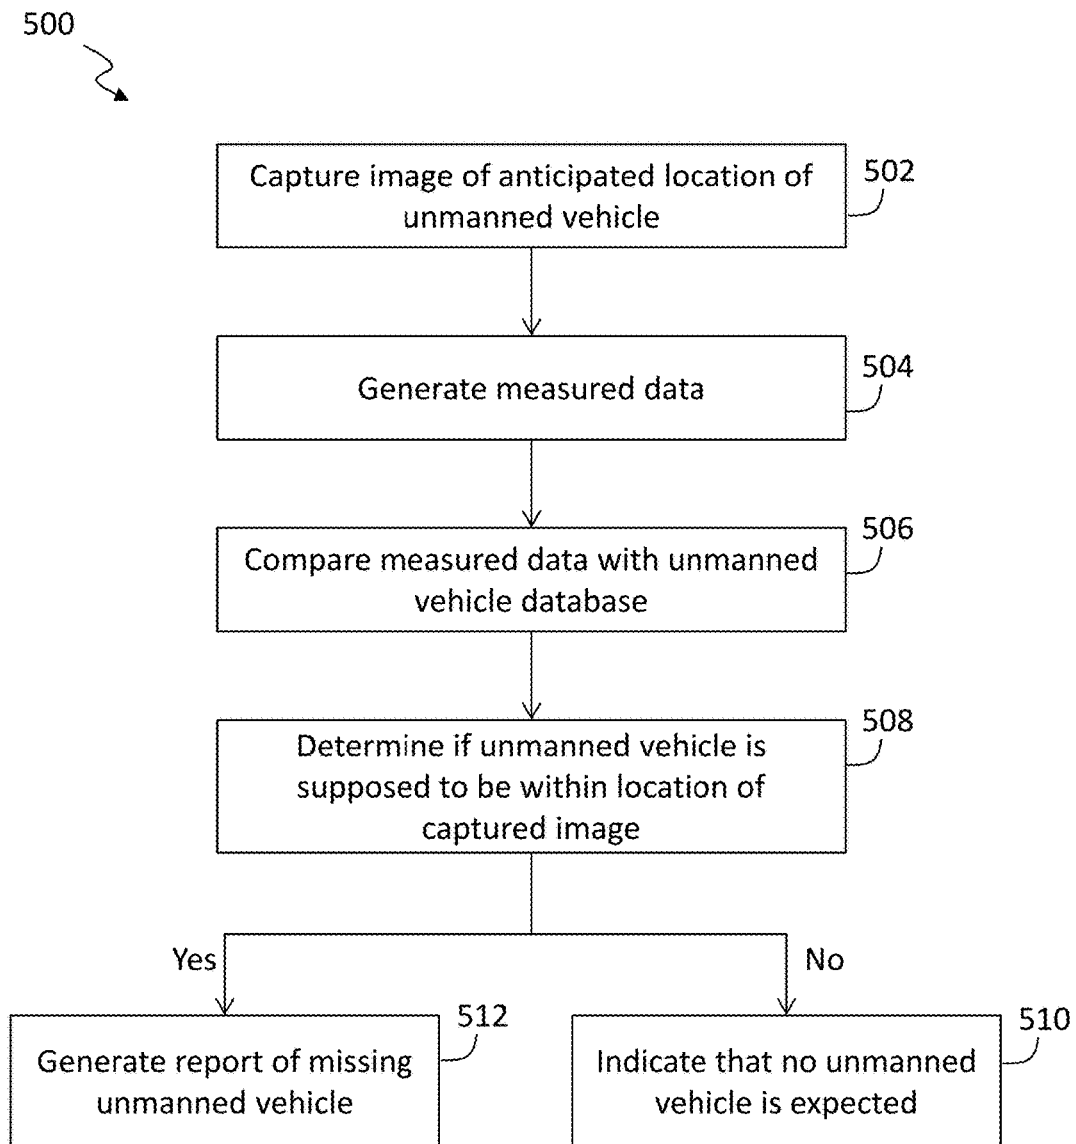 500
Capture image of anticipated location of
unmanned vehicle
502
Generate measured data
504
Compare measured data with unmanned
vehicle database
506
Determine if unmanned vehicle is
supposed to be within location of
captured image
508
Yes
No
Generate report of missing
unmanned vehicle
512
Indicate that no unmanned
vehicle is expected
510